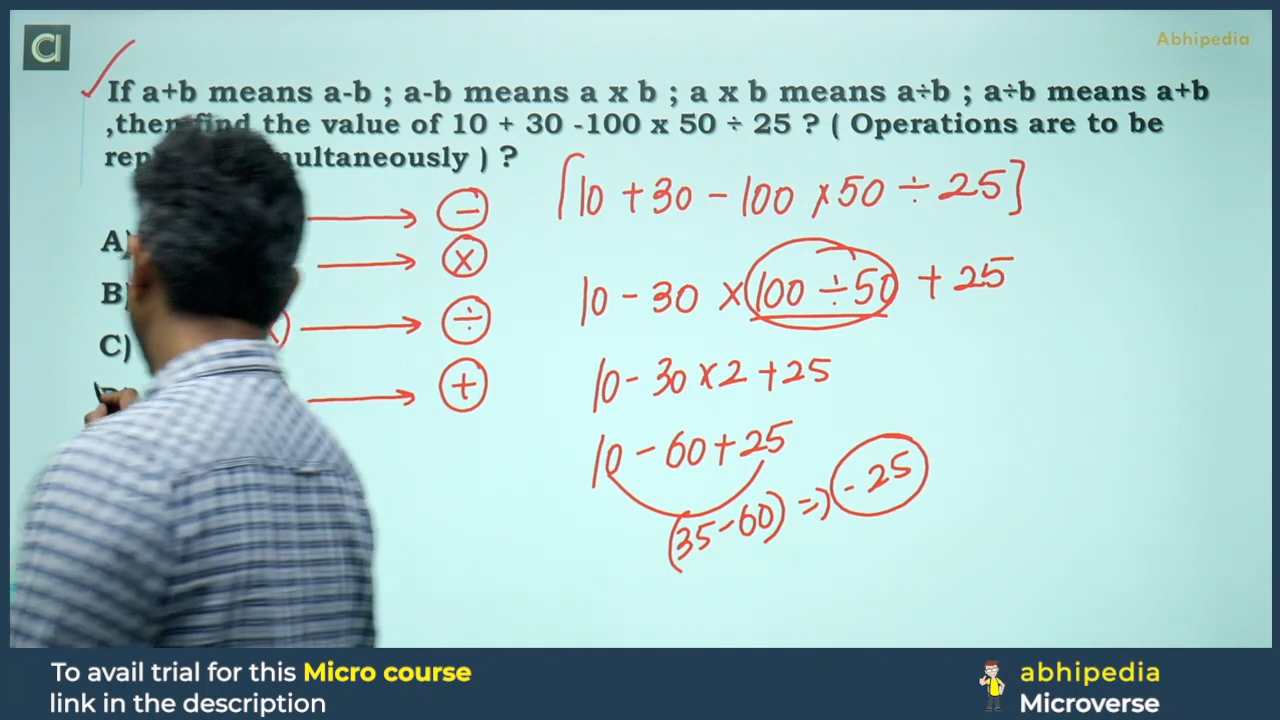 Abhipedia
If a+b means a-b ; a-b means a x b ; a x b means a÷b ; a÷b means a+b
,then find the value of 10 + 30 -100 x 50 ÷ 25 ? ( Operations are to be
) ?
[10 + 30 - 100 × 50 ÷ 25]
A) → -
→ ×
B) 10 - 30 × 100 ÷ 50 + 25
→ ÷
C)
10 - 30 × 2 + 25
→ +
10 - 60 + 25
(35 - 60) => -25
To avail trial for this Micro course
link in the description
abhipedia
Microverse